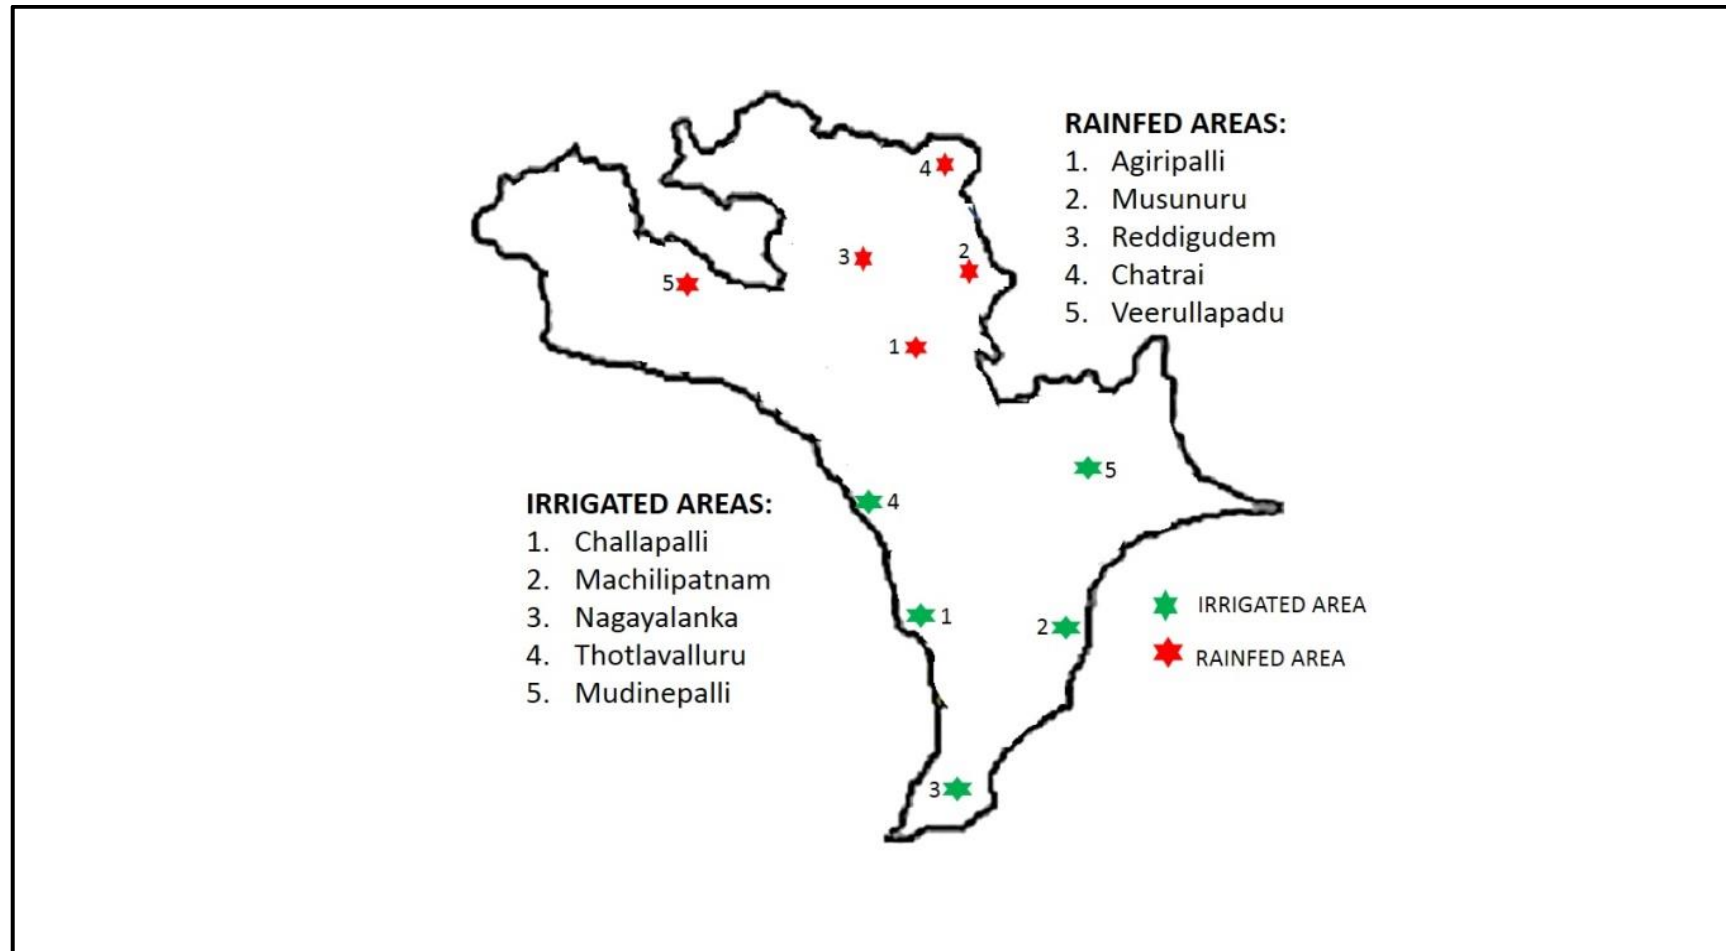 RAINFED AREAS:
1. Agiripalli
2. Musunuru
3. Reddigudem
4. Chatrai
5. Veerullapadu
4
3
2
5
1
5
4
IRRIGATED AREAS:
1. Challapalli
2. Machilipatnam
3. Nagayalanka
4. Thotlavalluru
5. Mudinepalli
1
2
3
IRRIGATED AREA
RAINFED AREA